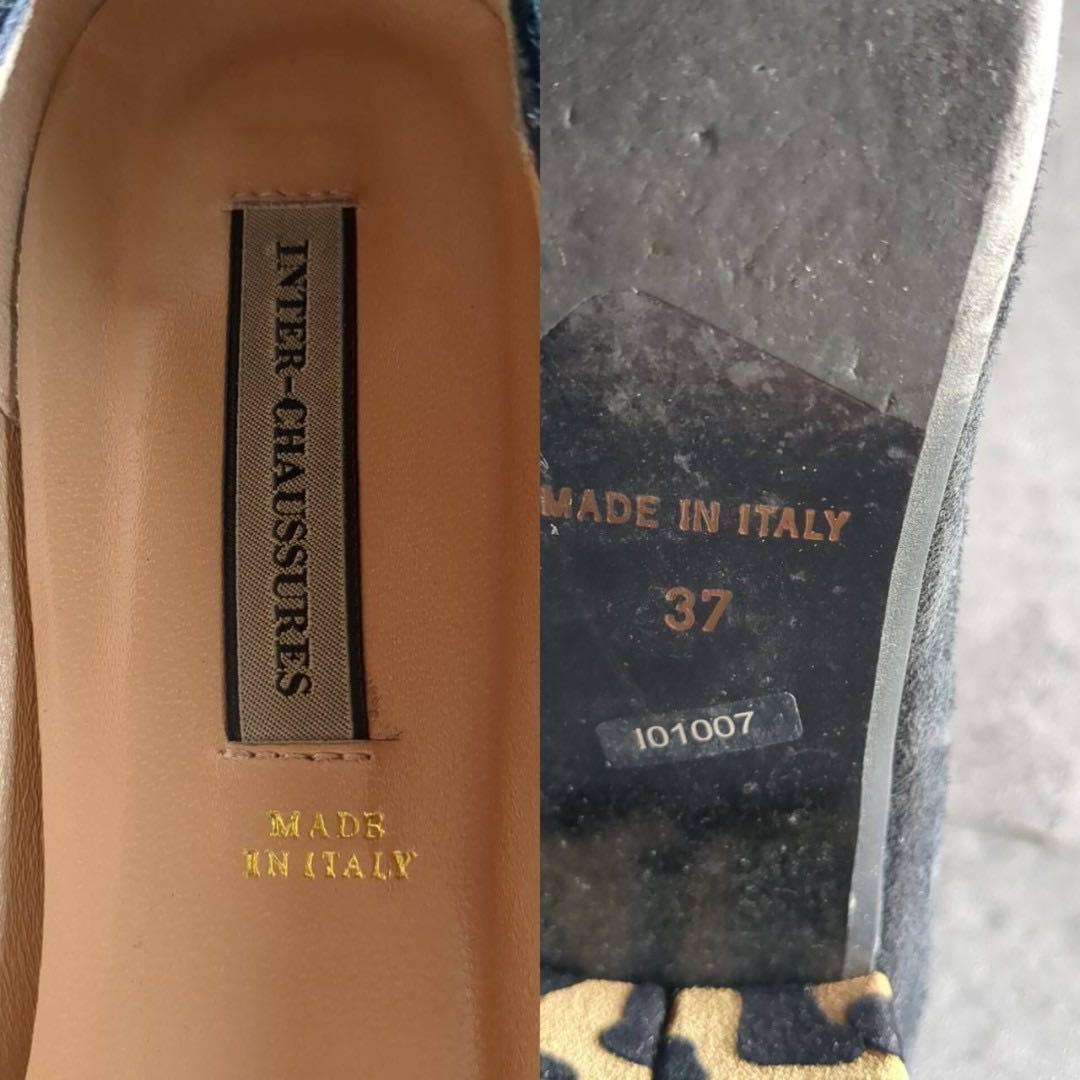 INTER-CHAUSSURES
MADE
IN ITALY
MADE IN ITALY
37
I01007